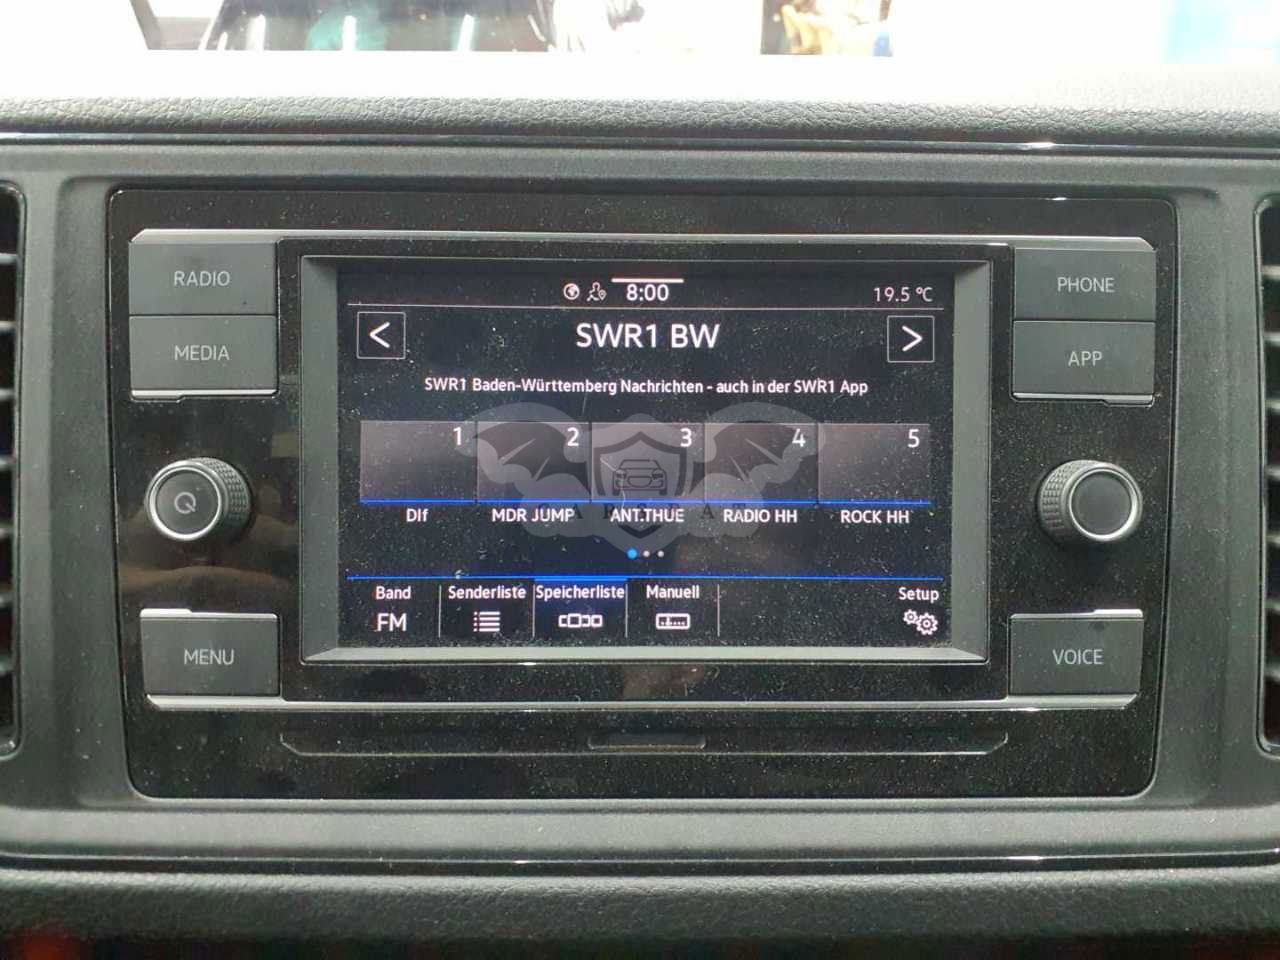 RADIO
MEDIA
MENU
PHONE
APP
VOICE
8:00
19.5 °C
<
SWR1 BW
>
SWR1 Baden-Württemberg Nachrichten - auch in der SWR1 App
1 2 3 4 5
Dlf MDR JUMP ANT.THUE RADIO HH ROCK HH
Band Senderliste Speicherliste Manuell Setup
FM